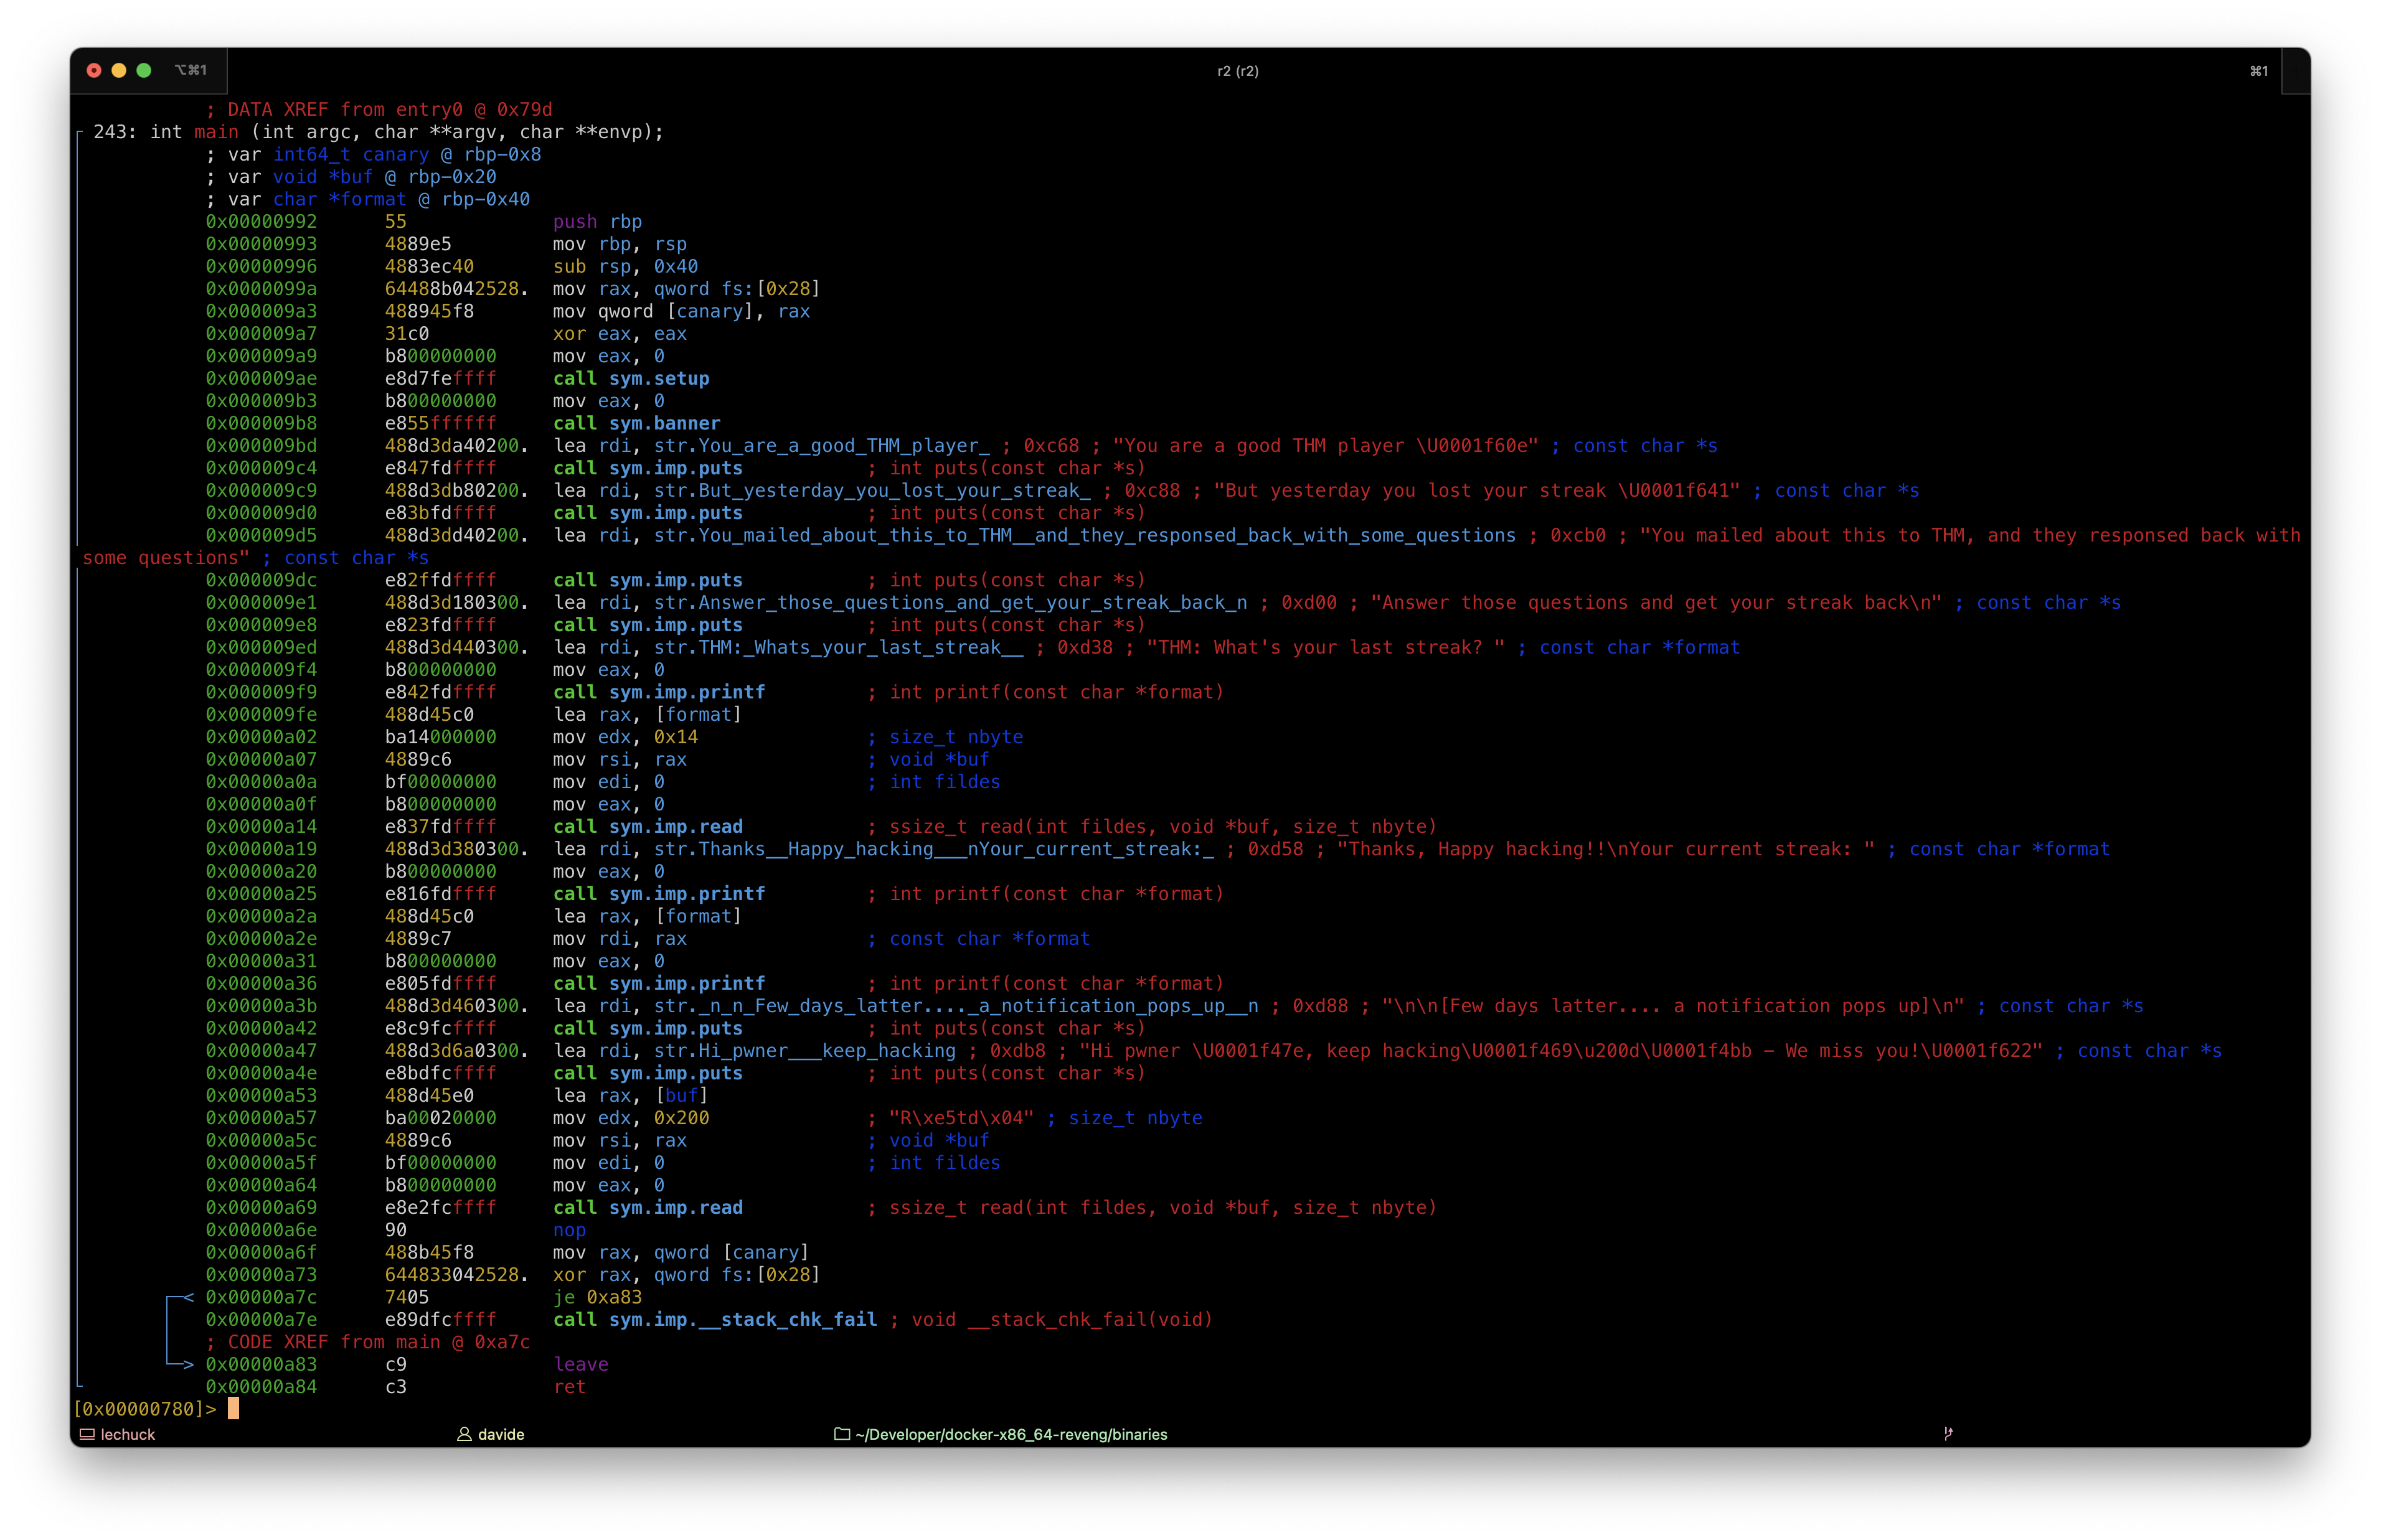 ⌥⌘1 r2 (r2) ⌘1
; DATA XREF from entry0 @ 0x79d
┌ 243: int main (int argc, char **argv, char **envp);
│ ; var int64_t canary @ rbp-0x8
│ ; var void *buf @ rbp-0x20
│ ; var char *format @ rbp-0x40
│ 0x00000992 55 push rbp
│ 0x00000993 4889e5 mov rbp, rsp
│ 0x00000996 4883ec40 sub rsp, 0x40
│ 0x0000099a 64488b042528. mov rax, qword fs:[0x28]
│ 0x000009a3 488945f8 mov qword [canary], rax
│ 0x000009a7 31c0 xor eax, eax
│ 0x000009a9 b800000000 mov eax, 0
│ 0x000009ae e8d7feffff call sym.setup
│ 0x000009b3 b800000000 mov eax, 0
│ 0x000009b8 e855ffffff call sym.banner
│ 0x000009bd 488d3da40200. lea rdi, str.You_are_a_good_THM_player_ ; 0xc68 ; "You are a good THM player \U0001f60e" ; const char *s
│ 0x000009c4 e847fdffff call sym.imp.puts ; int puts(const char *s)
│ 0x000009c9 488d3db80200. lea rdi, str.But_yesterday_you_lost_your_streak_ ; 0xc88 ; "But yesterday you lost your streak \U0001f641" ; const char *s
│ 0x000009d0 e83bfdffff call sym.imp.puts ; int puts(const char *s)
│ 0x000009d5 488d3dd40200. lea rdi, str.You_mailed_about_this_to_THM__and_they_responsed_back_with_some_questions ; 0xcb0 ; "You mailed about this to THM, and they responsed back with
some questions" ; const char *s
│ 0x000009dc e82ffdffff call sym.imp.puts ; int puts(const char *s)
│ 0x000009e1 488d3d180300. lea rdi, str.Answer_those_questions_and_get_your_streak_back_n ; 0xd00 ; "Answer those questions and get your streak back\n" ; const char *s
│ 0x000009e8 e823fdffff call sym.imp.puts ; int puts(const char *s)
│ 0x000009ed 488d3d440300. lea rdi, str.THM:_Whats_your_last_streak__ ; 0xd38 ; "THM: What's your last streak? " ; const char *format
│ 0x000009f4 b800000000 mov eax, 0
│ 0x000009f9 e842fdffff call sym.imp.printf ; int printf(const char *format)
│ 0x000009fe 488d45c0 lea rax, [format]
│ 0x00000a02 ba14000000 mov edx, 0x14 ; size_t nbyte
│ 0x00000a07 4889c6 mov rsi, rax ; void *buf
│ 0x00000a0a bf00000000 mov edi, 0 ; int fildes
│ 0x00000a0f b800000000 mov eax, 0
│ 0x00000a14 e837fdffff call sym.imp.read ; ssize_t read(int fildes, void *buf, size_t nbyte)
│ 0x00000a19 488d3d380300. lea rdi, str.Thanks__Happy_hacking___nYour_current_streak:_ ; 0xd58 ; "Thanks, Happy hacking!!\nYour current streak: " ; const char *format
│ 0x00000a20 b800000000 mov eax, 0
│ 0x00000a25 e816fdffff call sym.imp.printf ; int printf(const char *format)
│ 0x00000a2a 488d45c0 lea rax, [format]
│ 0x00000a2e 4889c7 mov rdi, rax ; const char *format
│ 0x00000a31 b800000000 mov eax, 0
│ 0x00000a36 e805fdffff call sym.imp.printf ; int printf(const char *format)
│ 0x00000a3b 488d3d460300. lea rdi, str._n_n_Few_days_latter...._a_notification_pops_up__n ; 0xd88 ; "\n\n[Few days latter.... a notification pops up]\n" ; const char *s
│ 0x00000a42 e8c9fcffff call sym.imp.puts ; int puts(const char *s)
│ 0x00000a47 488d3d6a0300. lea rdi, str.Hi_pwner___keep_hacking ; 0xdb8 ; "Hi pwner \U0001f47e, keep hacking\U0001f469\u200d\U0001f4bb - We miss you!\U0001f622" ; const char *s
│ 0x00000a4e e8bdfcffff call sym.imp.puts ; int puts(const char *s)
│ 0x00000a53 488d45e0 lea rax, [buf]
│ 0x00000a57 ba00020000 mov edx, 0x200 ; "R\xe5td\x04" ; size_t nbyte
│ 0x00000a5c 4889c6 mov rsi, rax ; void *buf
│ 0x00000a5f bf00000000 mov edi, 0 ; int fildes
│ 0x00000a64 b800000000 mov eax, 0
│ 0x00000a69 e8e2fcffff call sym.imp.read ; ssize_t read(int fildes, void *buf, size_t nbyte)
│ 0x00000a6e 90 nop
│ 0x00000a6f 488b45f8 mov rax, qword [canary]
│ 0x00000a73 644833042528. xor rax, qword fs:[0x28]
│ ┌─< 0x00000a7c 7405 je 0xa83
│ │ 0x00000a7e e89dfcffff call sym.imp.__stack_chk_fail ; void __stack_chk_fail(void)
│ │ ; CODE XREF from main @ 0xa7c
│ └─> 0x00000a83 c9 leave
└ 0x00000a84 c3 ret
[0x00000780]>
lechuck davide ~/Developer/docker-x86_64-reveng/binaries